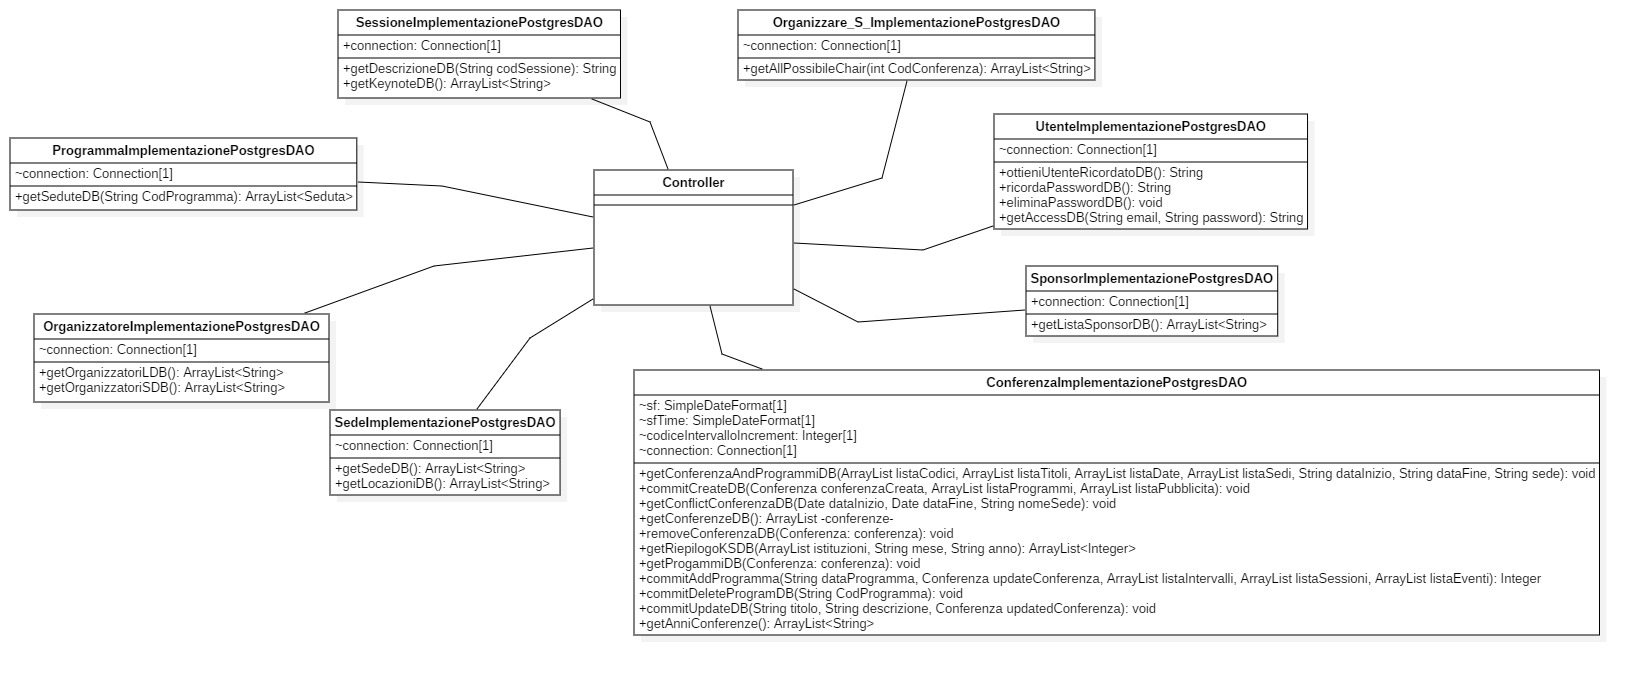 SessioneImplementazionePostgresDAO
+connection: Connection[1]
+getDescrizioneDB(String codSessione): String
+getKeynoteDB(): ArrayList<String>
Organizzare_S_ImplementazionePostgresDAO
~connection: Connection[1]
+getAllPossibileChair(int CodConferenza): ArrayList<String>
UtenteImplementazionePostgresDAO
~connection: Connection[1]
+ottieniUtenteRicordatoDB(): String
+ricordaPasswordDB(): String
+eliminaPasswordDB(): void
+getAccessDB(String email, String password): String
ProgrammaImplementazionePostgresDAO
~connection: Connection[1]
+getSeduteDB(String CodProgramma): ArrayList<Seduta>
Controller
SponsorImplementazionePostgresDAO
+connection: Connection[1]
+getListaSponsorDB(): ArrayList<String>
OrganizzatoreImplementazionePostgresDAO
~connection: Connection[1]
+getOrganizzatoriLDB(): ArrayList<String>
+getOrganizzatoriSDB(): ArrayList<String>
SedeImplementazionePostgresDAO
~connection: Connection[1]
+getSedeDB(): ArrayList<String>
+getLocazioniDB(): ArrayList<String>
ConferenzaImplementazionePostgresDAO
~sf: SimpleDateFormat[1]
~sfTime: SimpleDateFormat[1]
~codiceIntervalloIncrement: Integer[1]
~connection: Connection[1]
+getConferenzaAndProgrammiDB(ArrayList listaCodici, ArrayList listaTitoli, ArrayList listaDate, ArrayList listaSedi, String dataInizio, String dataFine, String sede): void
+commitCreateDB(Conferenza conferenzaCreata, ArrayList listaProgrammi, ArrayList listaPubblicita): void
+getConflictConferenzaDB(Date dataInizio, Date dataFine, String nomeSede): void
+getConferenzeDB(): ArrayList -conferenze-
+removeConferenzaDB(Conferenza: conferenza): void
+getRiepilogoKSDB(ArrayList istituzioni, String mese, String anno): ArrayList<Integer>
+getProgammiDB(Conferenza: conferenza): void
+commitAddProgramma(String dataProgramma, Conferenza updateConferenza, ArrayList listaIntervalli, ArrayList listaSessioni, ArrayList listaEventi): Integer
+commitDeleteProgramDB(String CodProgramma): void
+commitUpdateDB(String titolo, String descrizione, Conferenza updatedConferenza): void
+getAnniConferenze(): ArrayList<String>